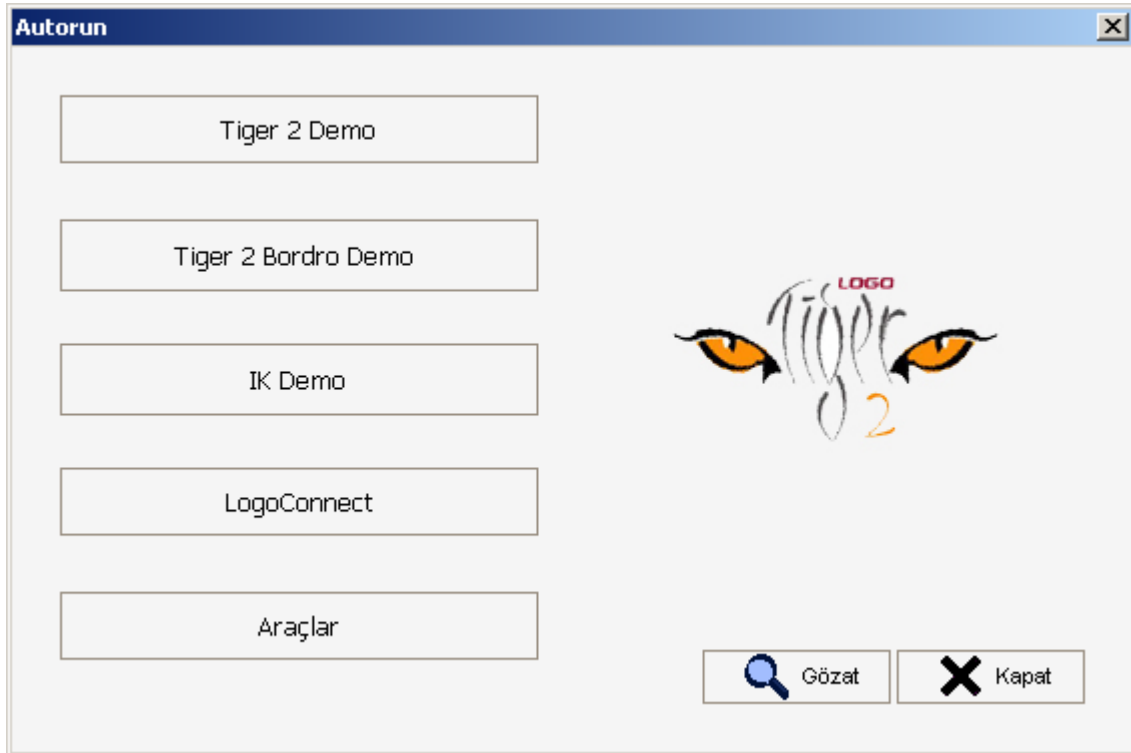 Autorun
Tiger 2 Demo
Tiger 2 Bordro Demo
IK Demo
LogoConnect
Araçlar
LOGO
Tiger
2
Gözat
Kapat